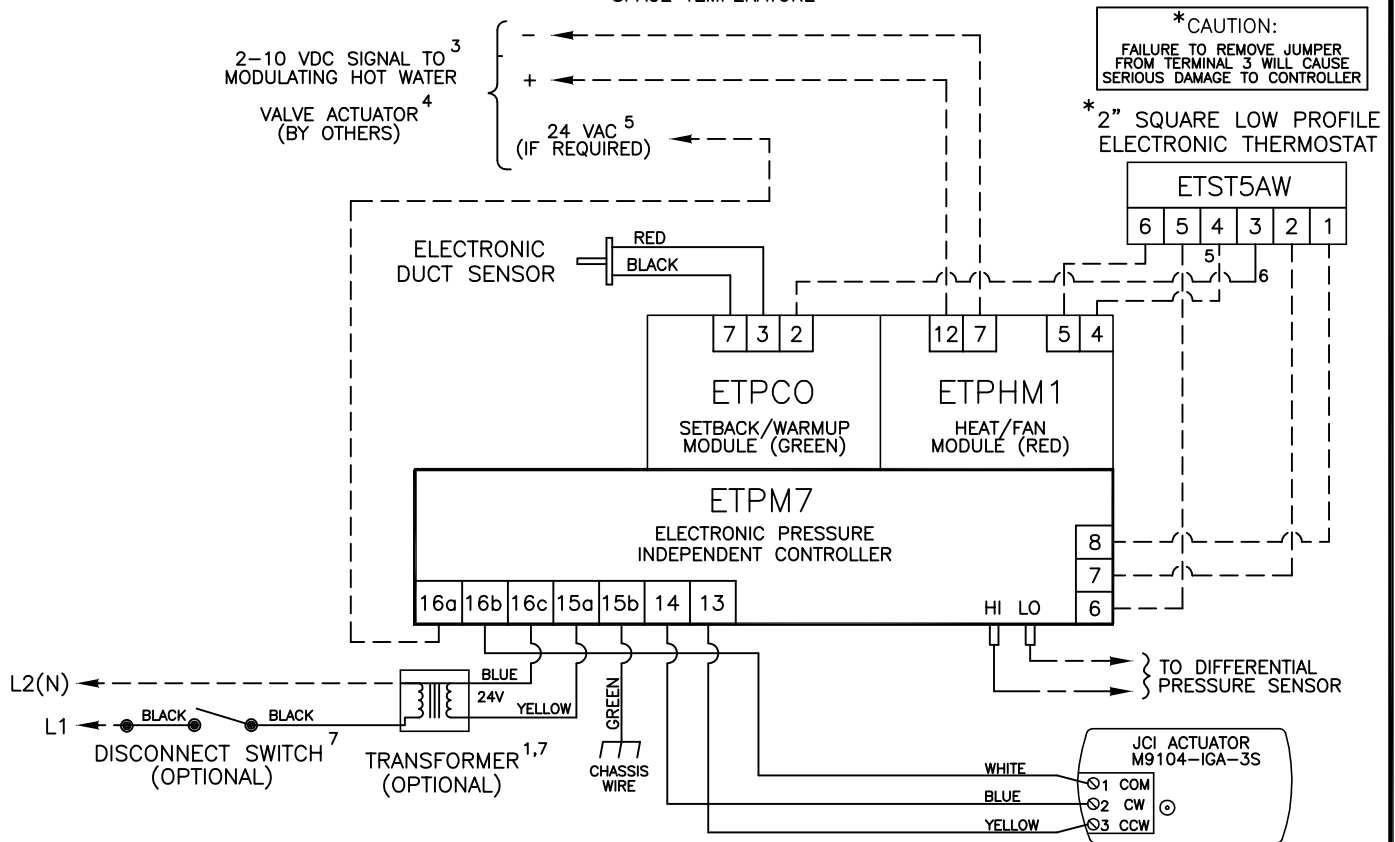 2-10 VDC SIGNAL TO 3
MODULATING HOT WATER
VALVE ACTUATOR 4
(BY OTHERS)
-
+
24 VAC 5
(IF REQUIRED)
*CAUTION:
FAILURE TO REMOVE JUMPER
FROM TERMINAL 3 WILL CAUSE
SERIOUS DAMAGE TO CONTROLLER
*2" SQUARE LOW PROFILE
ELECTRONIC THERMOSTAT
ETST5AW
6 5 4 3 2 1
5
6
ELECTRONIC
DUCT SENSOR
RED
BLACK
7 3 2
12 7
5 4
ETPCO
SETBACK/WARMUP
MODULE (GREEN)
ETPHM1
HEAT/FAN
MODULE (RED)
ETPM7
ELECTRONIC PRESSURE
INDEPENDENT CONTROLLER
8
7
6
16a 16b 16c 15a 15b 14 13
HI LO
TO DIFFERENTIAL
PRESSURE SENSOR
L2(N)
L1
BLACK
BLACK
DISCONNECT SWITCH 7
(OPTIONAL)
BLUE
24V
YELLOW
TRANSFORMER 1,7
(OPTIONAL)
GREEN
CHASSIS
WIRE
WHITE
BLUE
YELLOW
JCI ACTUATOR
M9104-IGA-3S
1 COM
2 CW
3 CCW